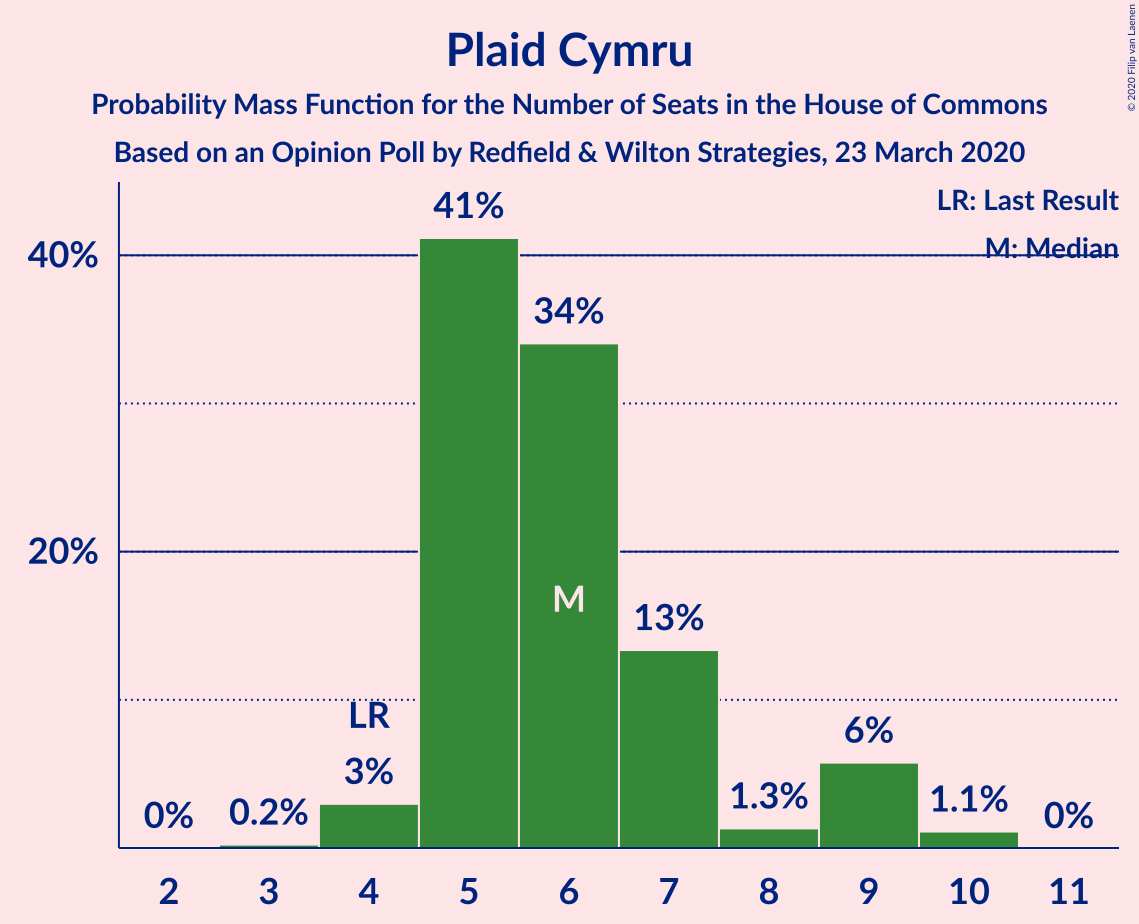 Plaid Cymru
Probability Mass Function for the Number of Seats in the House of Commons
Based on an Opinion Poll by Redfield & Wilton Strategies, 23 March 2020
© 2020 Filip van Laenen
LR: Last Result
M: Median
40%
20%
0%
0.2%
LR
3%
41%
34%
M
13%
1.3%
6%
1.1%
0%
2 3 4 5 6 7 8 9 10 11